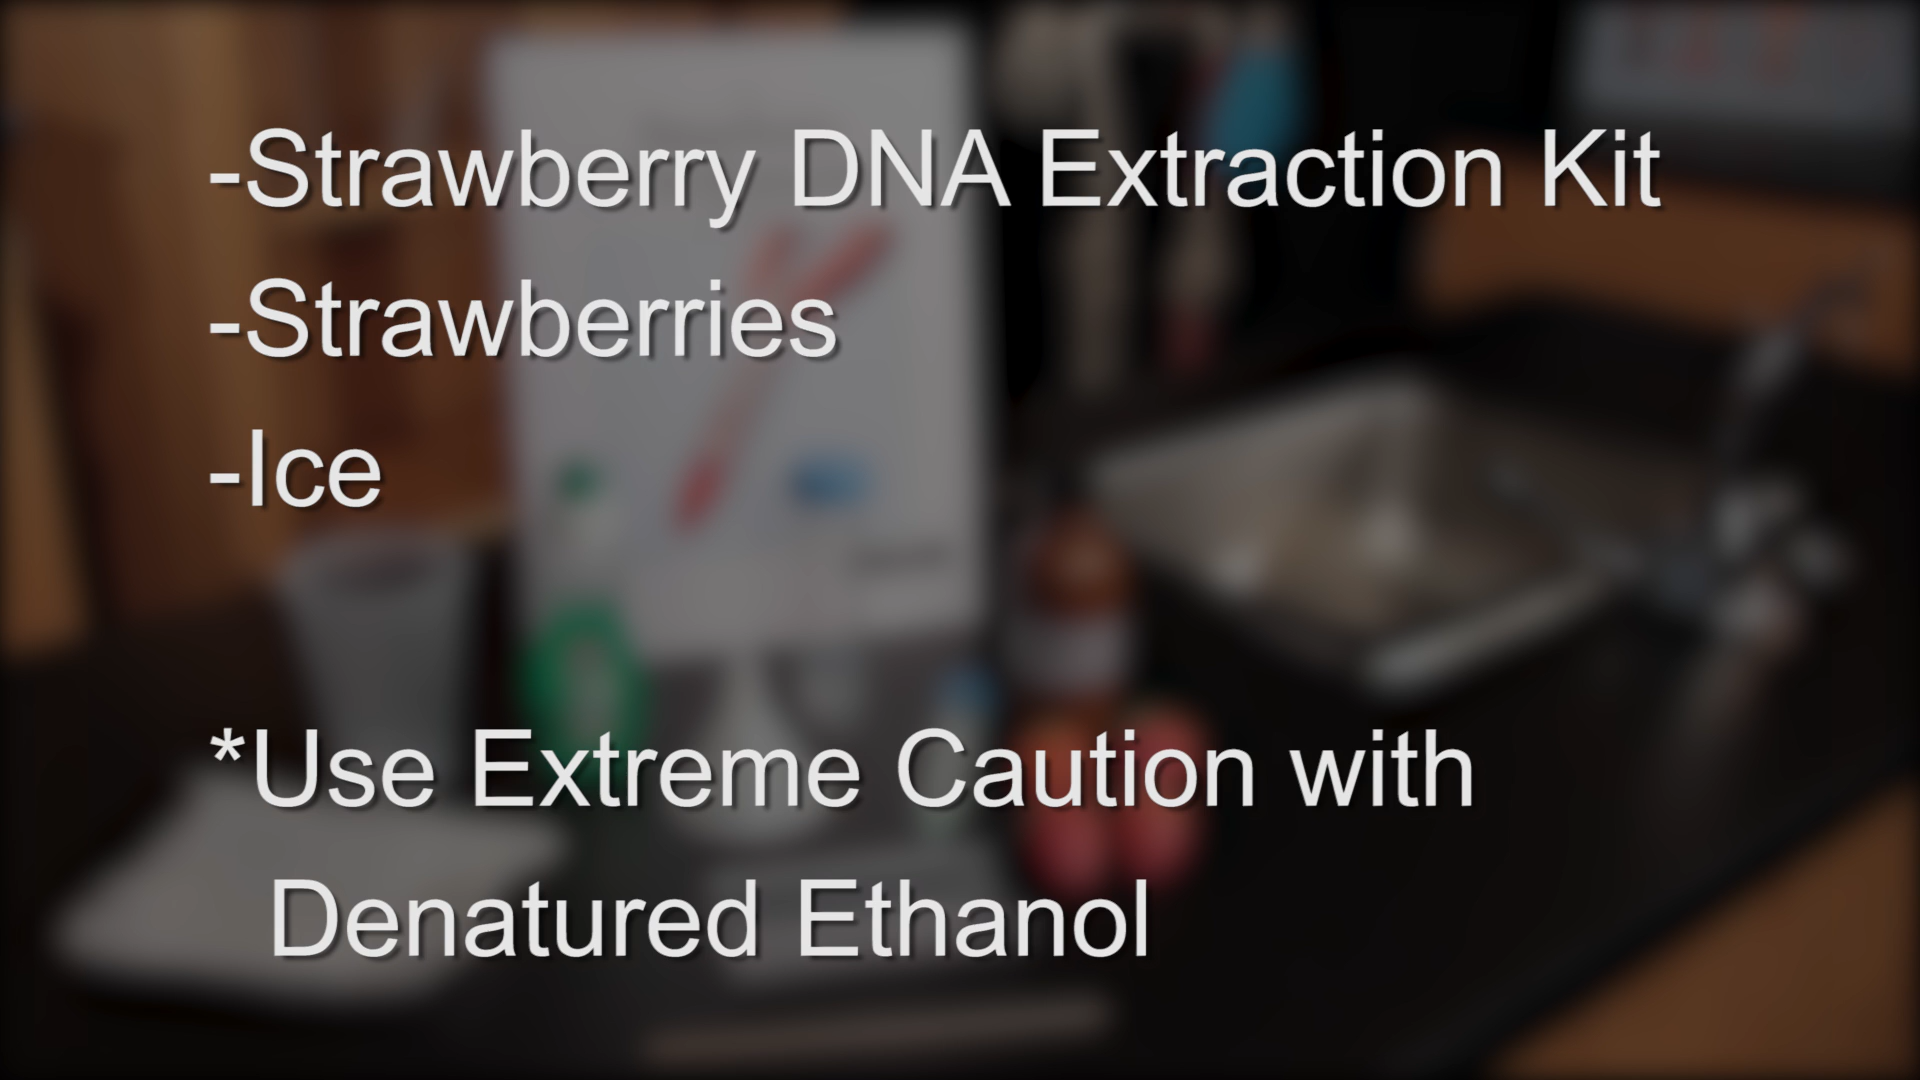 -Strawberry DNA Extraction Kit
-Strawberries
-Ice
*Use Extreme Caution with
Denatured Ethanol